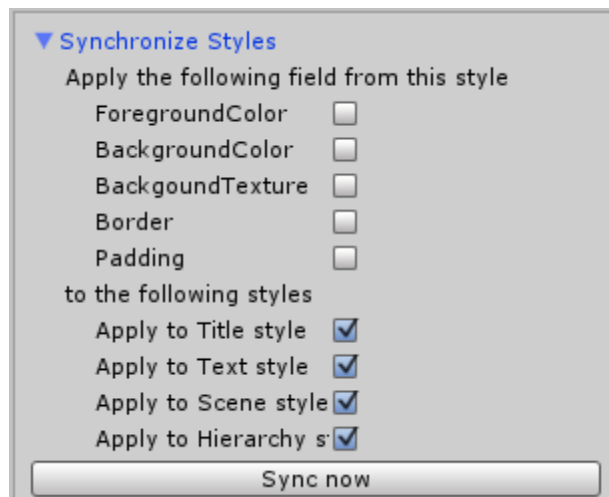 Synchronize Styles
Apply the following field from this style
ForegroundColor
BackgroundColor
BackgoundTexture
Border
Padding
to the following styles
Apply to Title style
Apply to Text style
Apply to Scene style
Apply to Hierarchy s
Sync now